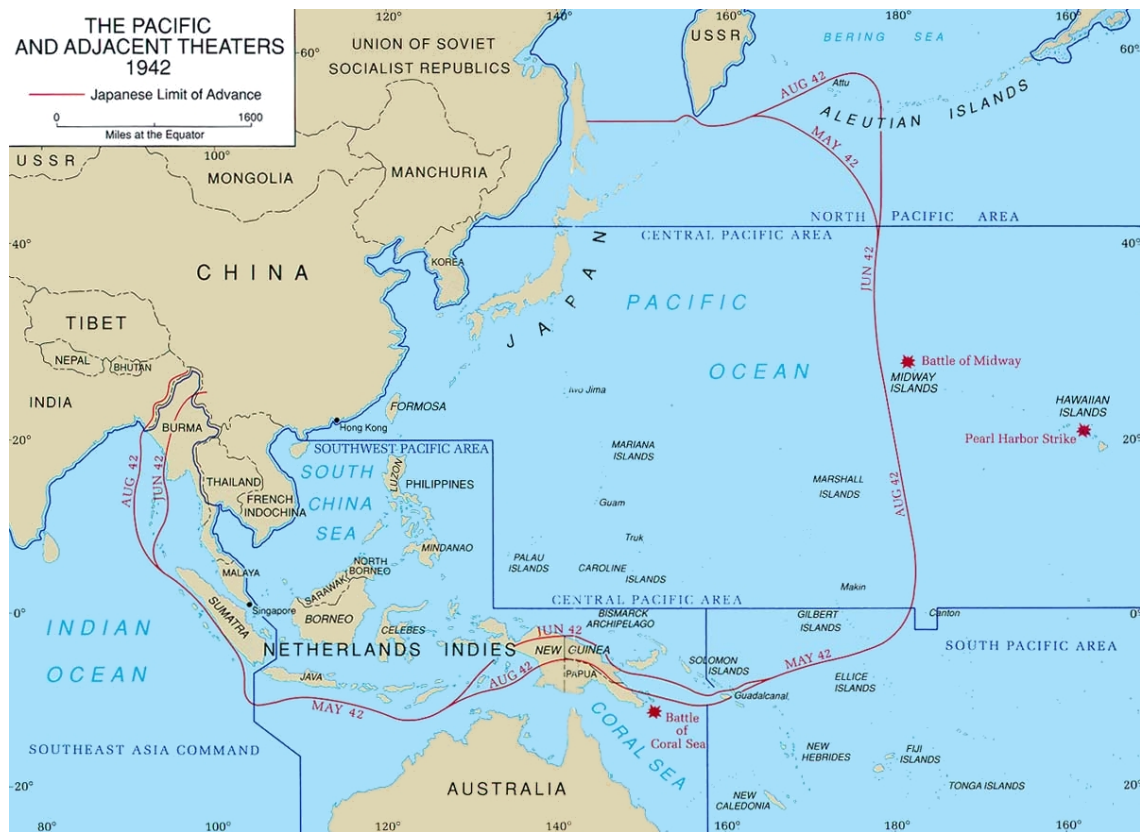 THE PACIFIC
AND ADJACENT THEATERS
1942
Japanese Limit of Advance
0 1600
Miles at the Equator
120°
140°
160°
180°
160°
60°
UNION OF SOVIET
SOCIALIST REPUBLICS
USSR
BERING SEA
60°
AUG 42
Attu
ALEUTIAN ISLANDS
MAY 42
USSR
100°
MONGOLIA
MANCHURIA
NORTH PACIFIC AREA
CENTRAL PACIFIC AREA
40°
40°
KOREA
JAPAN
CHINA
JUN 42
PACIFIC
OCEAN
TIBET
NEPAL
BHUTAN
INDIA
BURMA
Battle of Midway
MIDWAY
ISLANDS
HAWAIIAN
ISLANDS
Pearl Harbor Strike
Iwo Jima
FORMOSA
Hong Kong
20°
20°
SOUTHWEST PACIFIC AREA
MARIANA
ISLANDS
AUG 42
JUN 42
SOUTH
CHINA
SEA
LUZON
PHILIPPINES
THAILAND
FRENCH
INDOCHINA
MARSHALL
ISLANDS
AUG 42
Guam
Truk
MINDANAO
PALAU
ISLANDS
CAROLINE
ISLANDS
NORTH
BORNEO
MALAYA
SARAWAK
Makin
Singapore
SUMATRA
BORNEO
CELEBES
CENTRAL PACIFIC AREA
0°
0°
BISMARCK
ARCHIPELAGO
GILBERT
ISLANDS
Canton
INDIAN
OCEAN
JUN 42
NETHERLANDS INDIES
NEW GUINEA
SOUTH PACIFIC AREA
SOLOMON
ISLANDS
MAY 42
JAVA
AUG 42
PAPUA
ELLICE
ISLANDS
Guadalcanal
MAY 42
Battle
of
Coral Sea
CORAL SEA
SOUTHEAST ASIA COMMAND
NEW
HEBRIDES
FIJI
ISLANDS
TONGA ISLANDS
AUSTRALIA
NEW
CALEDONIA
20°
20°
80°
100°
120°
140°
160°
180°
160°